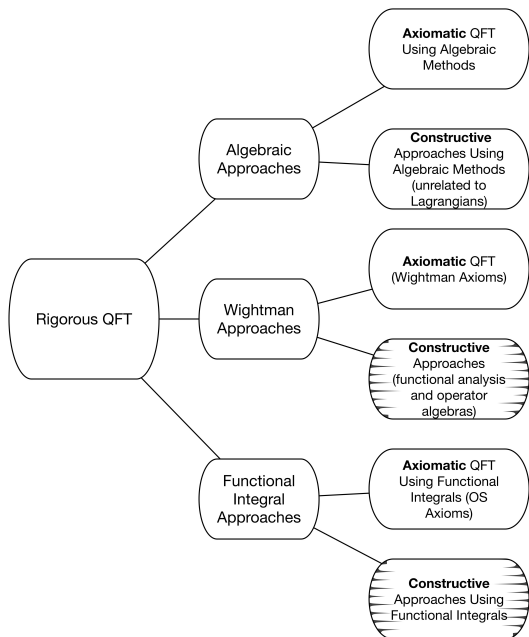 Rigorous QFT
Algebraic
Approaches
Axiomatic QFT
Using Algebraic
Methods
Constructive
Approaches Using
Algebraic Methods
(unrelated to
Lagrangians)
Wightman
Approaches
Axiomatic QFT
(Wightman Axioms)
Constructive
Approaches
(functional analysis
and operator
algebras)
Functional
Integral
Approaches
Axiomatic QFT
Using Functional
Integrals (OS
Axioms)
Constructive
Approaches Using
Functional Integrals